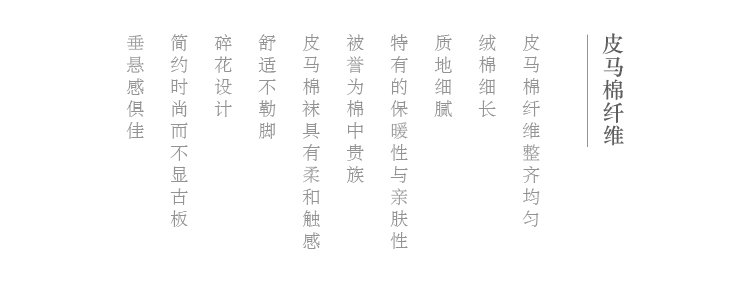 皮马棉纤维
皮马棉纤维整齐均匀
绒棉细长
质地细腻
特有的保暖性与亲肤性
被誉为棉中贵族
皮马棉袜具有柔和触感
舒适不勒脚
碎花设计
简约时尚而不显古板
垂悬感俱佳